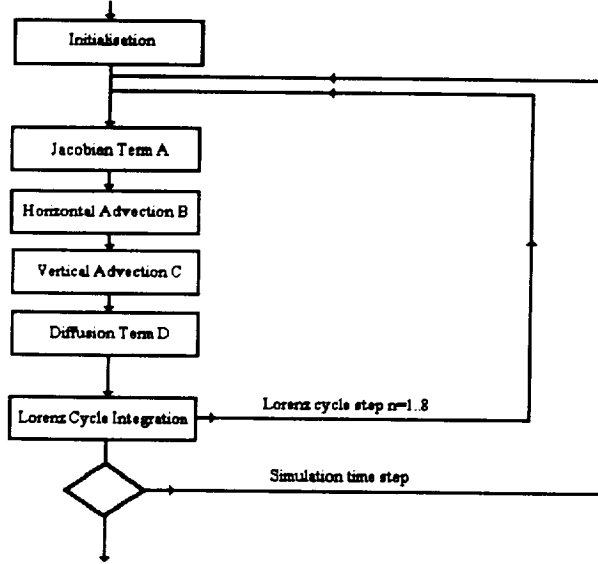 Initialisation
Jacobian Term A
Horizontal Advection B
Vertical Advection C
Diffusion Term D
Lorenz Cycle Integration
Lorenz cycle step n=1..8
Simulation time step